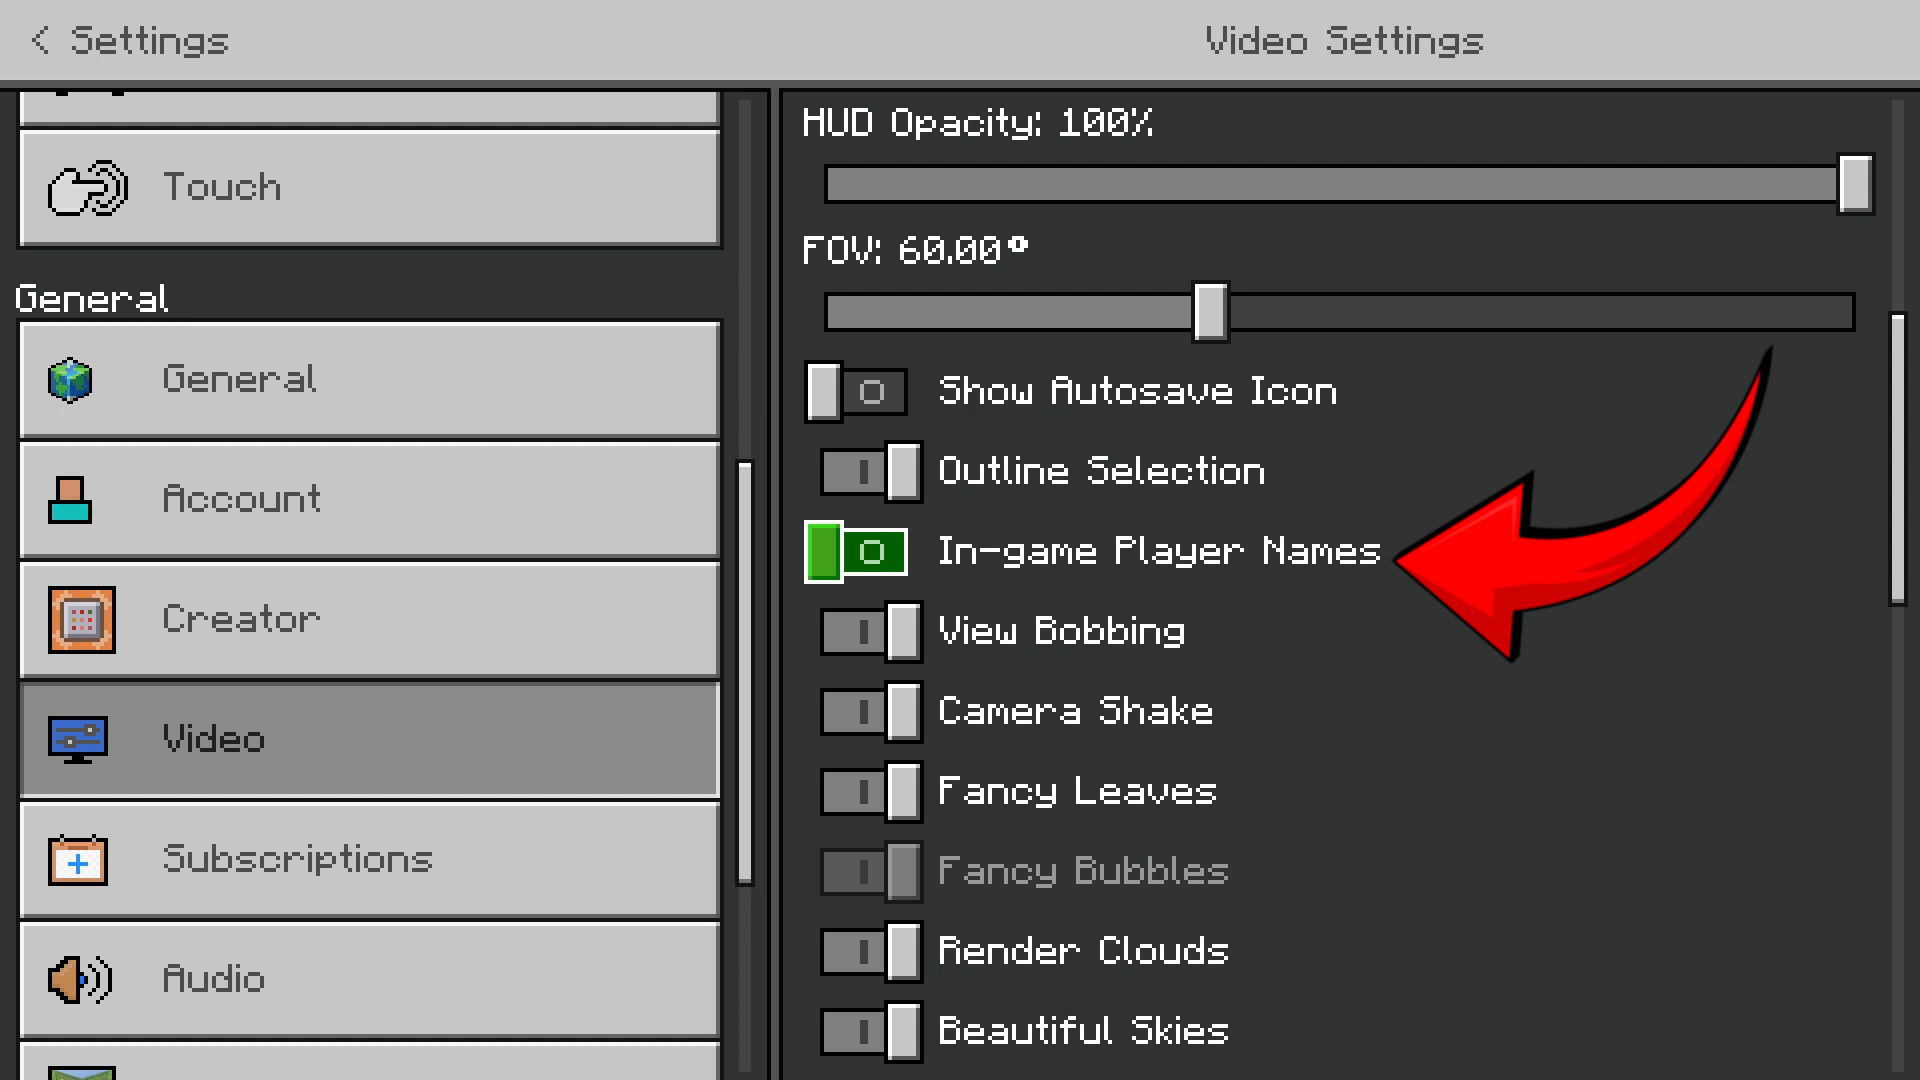 Settings
Video Settings
Touch
General
General
Account
Creator
Video
Subscriptions
Audio
HUD Opacity: 100%
FOV: 60.00°
Show Autosave Icon
Outline Selection
In-game Player Names
View Bobbing
Camera Shake
Fancy Leaves
Fancy Bubbles
Render Clouds
Beautiful Skies